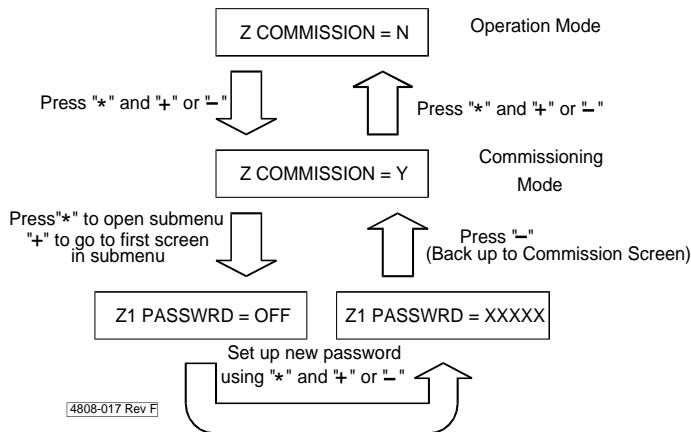 Z COMMISSION = N
Operation Mode
Press "*" and "+" or "–"
Press "*" and "+" or "–"
Z COMMISSION = Y
Commissioning
Mode
Press"*" to open submenu
"+" to go to first screen
in submenu
Press "–"
(Back up to Commission Screen)
Z1 PASSWRD = OFF
Z1 PASSWRD = XXXXX
Set up new password
using "*" and "+" or "–"
4808-017 Rev F